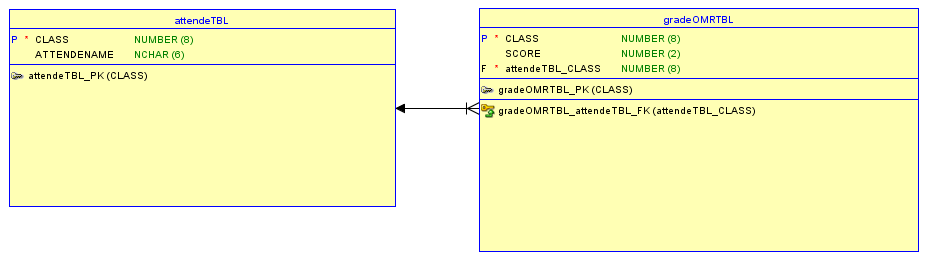 attendeTBL
P * CLASS NUMBER (8)
ATTENDENAME NCHAR (6)
attendeTBL_PK (CLASS)
gradeOMRTBL
P * CLASS NUMBER (8)
SCORE NUMBER (2)
F * attendeTBL_CLASS NUMBER (8)
gradeOMRTBL_PK (CLASS)
gradeOMRTBL_attendeTBL_FK (attendeTBL_CLASS)